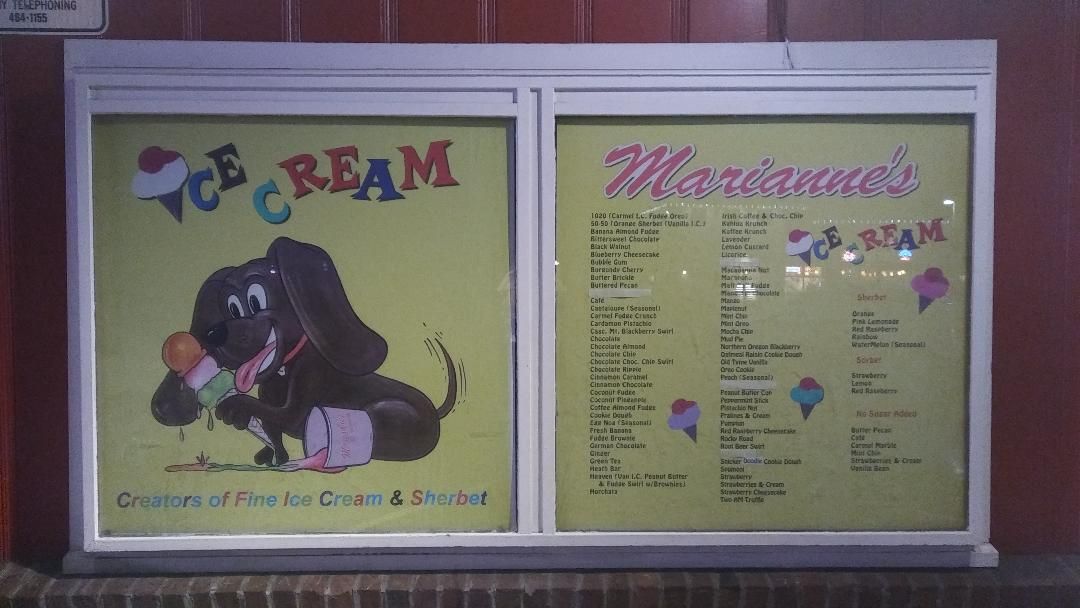 Y TELEPHONING
464-1155
ICE CREAM
Creators of Fine Ice Cream & Sherbet
Marianne's
1020 (Carmel I.C. Fudge Oreo)
50-50 (Orange Sherbet (Vanilla I.C.)
Banana Almond Fudge
Bittersweet Chocolate
Black Walnut
Blueberry Cheesecake
Bubble Gum
Burgundy Cherry
Butter Brickle
Buttered Pecan
Café
Canteloupe (Seasonal)
Carmel Fudge Crunch
Cardamon Pistachio
Casc. Mt. Blackberry Swirl
Chocolate
Chocolate Almond
Chocolate Chip
Chocolate Choc. Chip Swirl
Chocolate Ripple
Cinnamon Caramel
Cinnamon Chocolate
Coconut Fudge
Coconut Pineapple
Coffee Almond Fudge
Cookie Dough
Egg Nog (Seasonal)
Fresh Banana
Fudge Brownie
German Chocolate
Ginger
Green Tea
Heath Bar
Heaven (Van I.C. Peanut Butter
& Fudge Swirl w/Brownies)
Horchata
Irish Coffee & Choc. Chip
Kahlua Krunch
Koffee Krunch
Lavender
Lemon Custard
Licorice
Macadamia Nut
Macaroon
Fudge
Chocolate
Mango
Maplenut
Mint Chip
Mint Oreo
Mocha Chip
Mud Pie
Northern Oregon Blackberry
Oatmeal Raisin Cookie Dough
Old Tyme Vanilla
Oreo Cookie
Peach (Seasonal)
Peanut Butter Cup
Peppermint Stick
Pistachio Nut
Pralines & Cream
Pumpkin
Red Raspberry Cheesecake
Rocky Road
Root Beer Swirl
Snicker Doodle Cookie Dough
Spumoni
Strawberry
Strawberries & Cream
Strawberry Cheesecake
Two AM Truffle
ICE CREAM
Sherbet
Orange
Pink Lemonade
Red Raspberry
Rainbow
WaterMelon (Seasonal)
Sorbet
Strawberry
Lemon
Red Raspberry
No Sugar Added
Butter Pecan
Café
Carmel Marble
Mint Chip
Strawberries & Cream
Vanilla Bean